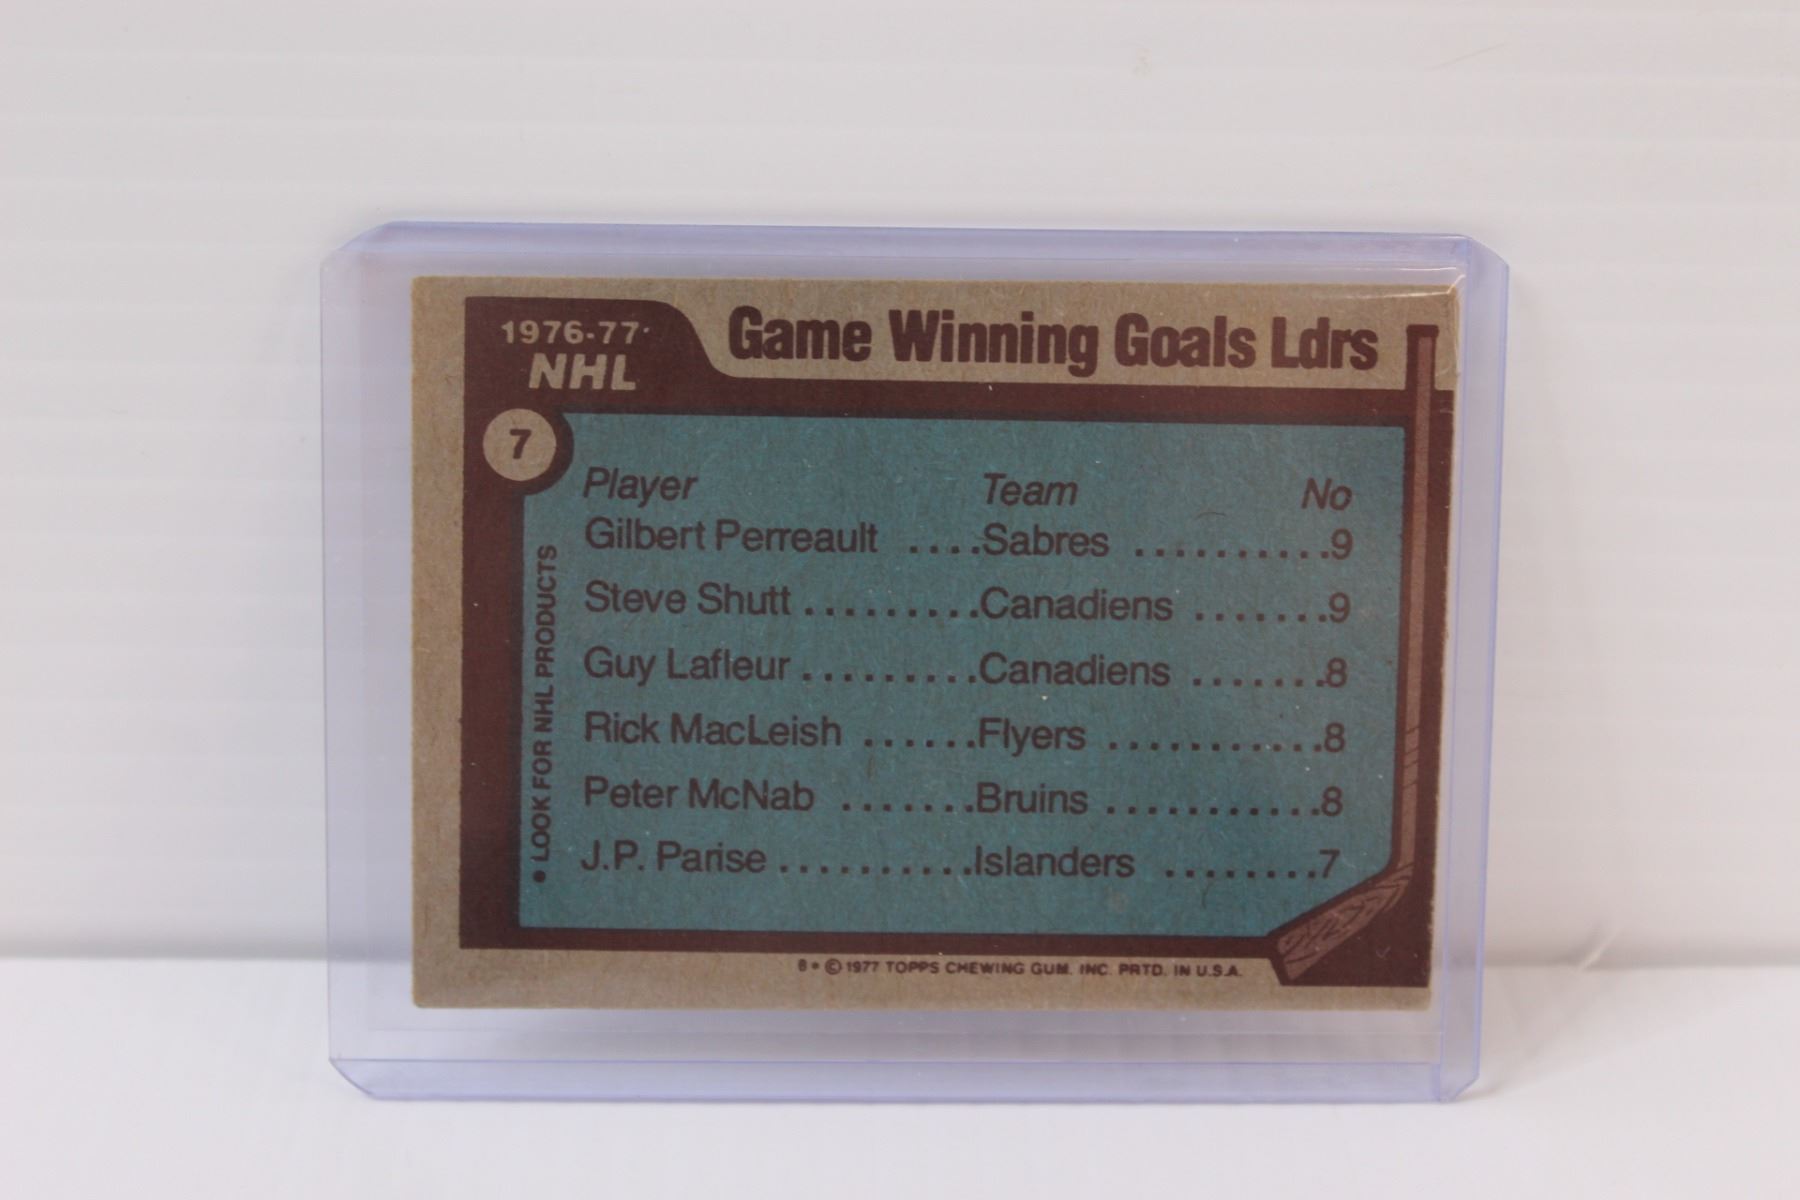 1976-77
NHL
Game Winning Goals Ldrs
7
Player Team No
Gilbert Perreault ....Sabres ..........9
Steve Shutt .........Canadiens .......9
Guy Lafleur .........Canadiens .......8
Rick MacLeish ......Flyers ...........8
Peter McNab .......Bruins ...........8
J.P. Parise ..........Islanders ........7
• LOOK FOR NHL PRODUCTS
8 • © 1977 TOPPS CHEWING GUM. INC. PRTD. IN U.S.A.